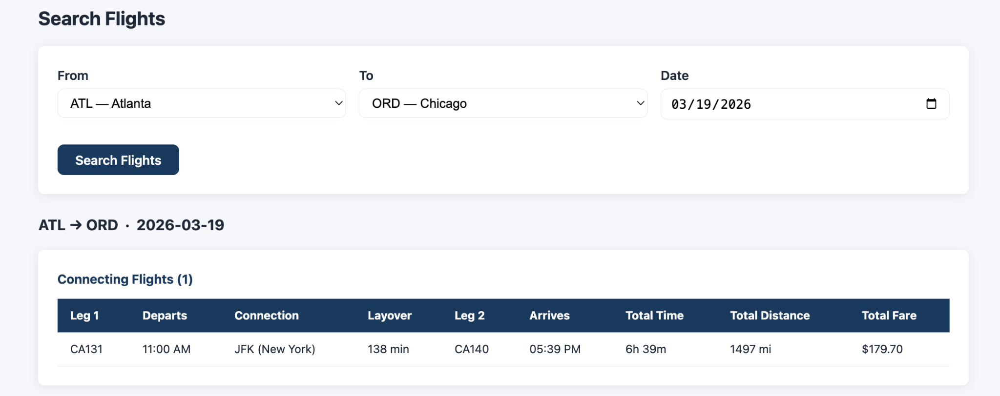 Search Flights
From To Date
ATL — Atlanta ORD — Chicago 03/19/2026
Search Flights
ATL → ORD · 2026-03-19
Connecting Flights (1)
Leg 1 Departs Connection Layover Leg 2 Arrives Total Time Total Distance Total Fare
CA131 11:00 AM JFK (New York) 138 min CA140 05:39 PM 6h 39m 1497 mi $179.70